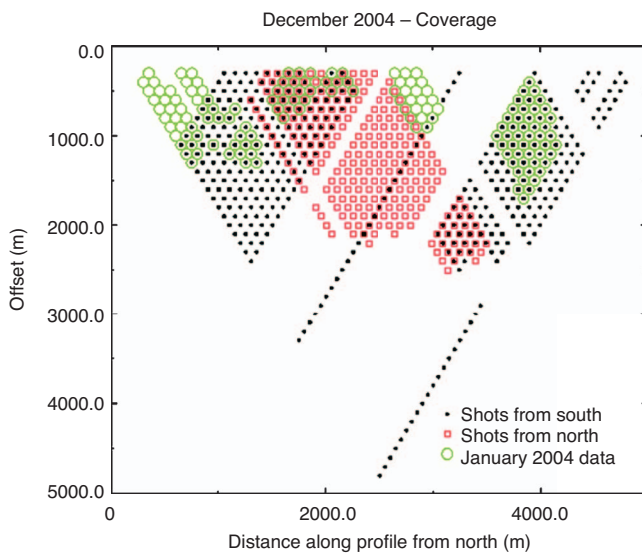 December 2004 – Coverage
0.0
1000.0
2000.0
3000.0
4000.0
5000.0
Offset (m)
Shots from south
Shots from north
January 2004 data
0
2000.0
4000.0
Distance along profile from north (m)